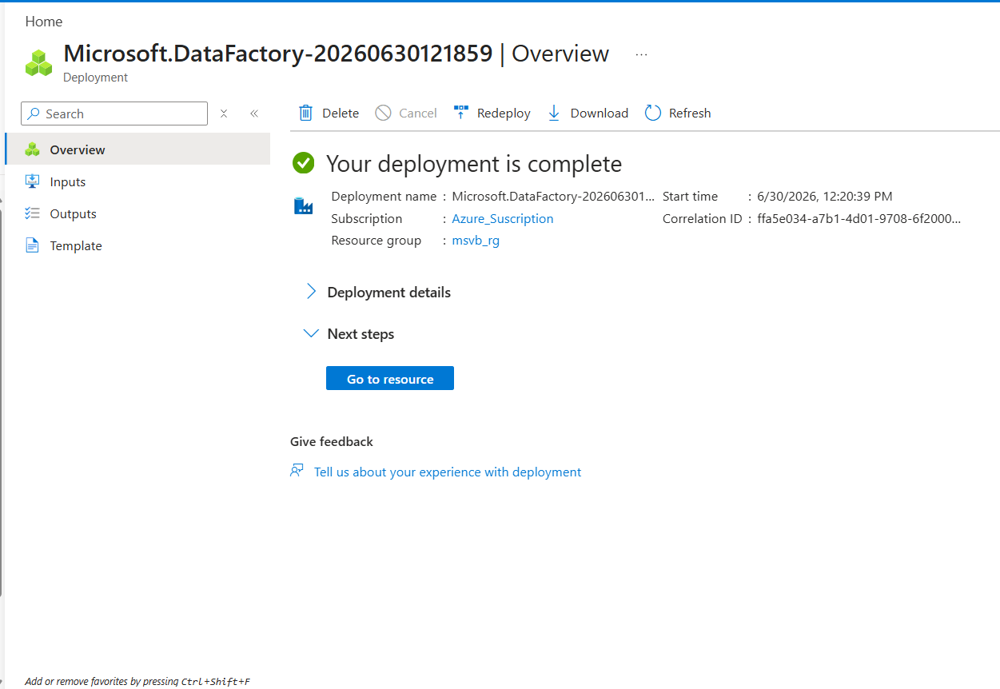 Home
Microsoft.DataFactory-20260630121859 | Overview ...
Deployment
Search
Delete Cancel Redeploy Download Refresh
Overview
Inputs
Outputs
Template
Your deployment is complete
Deployment name : Microsoft.DataFactory-202606301... Start time : 6/30/2026, 12:20:39 PM
Subscription : Azure_Suscription Correlation ID : ffa5e034-a7b1-4d01-9708-6f2000...
Resource group : msvb_rg
Deployment details
Next steps
Go to resource
Give feedback
Tell us about your experience with deployment
Add or remove favorites by pressing Ctrl+Shift+F